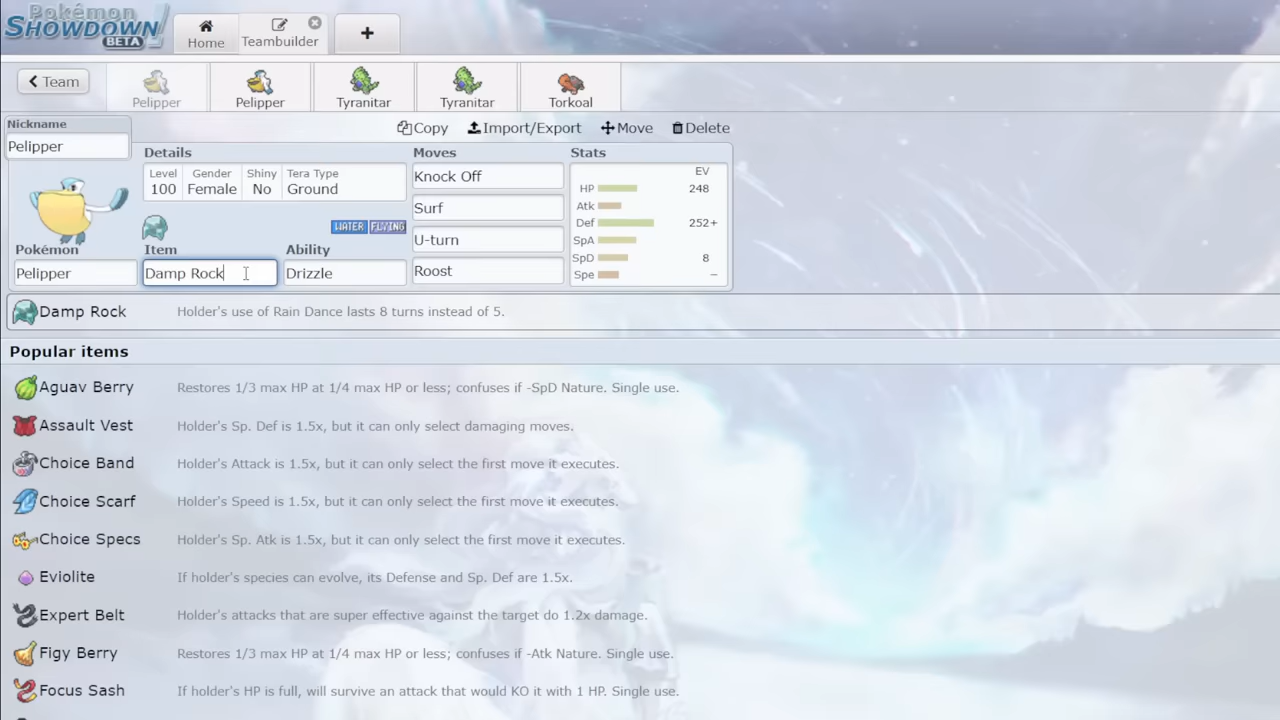 Pokémon
SHOWDOWN!
BETA
Home
Teambuilder
+
Team
Pelipper
Pelipper
Tyranitar
Tyranitar
Torkoal
Copy
Import/Export
Move
Delete
Nickname
Pelipper
Details
Level
100
Gender
Female
Shiny
No
Tera Type
Ground
WATER
FLYING
Pokémon
Pelipper
Item
Damp Rock
Ability
Drizzle
Moves
Knock Off
Surf
U-turn
Roost
Stats
EV
HP 248
Atk
Def 252+
SpA
SpD 8
Spe –
Damp Rock Holder's use of Rain Dance lasts 8 turns instead of 5.
Popular items
Aguav Berry Restores 1/3 max HP at 1/4 max HP or less; confuses if -SpD Nature. Single use.
Assault Vest Holder's Sp. Def is 1.5x, but it can only select damaging moves.
Choice Band Holder's Attack is 1.5x, but it can only select the first move it executes.
Choice Scarf Holder's Speed is 1.5x, but it can only select the first move it executes.
Choice Specs Holder's Sp. Atk is 1.5x, but it can only select the first move it executes.
Eviolite If holder's species can evolve, its Defense and Sp. Def are 1.5x.
Expert Belt Holder's attacks that are super effective against the target do 1.2x damage.
Figy Berry Restores 1/3 max HP at 1/4 max HP or less; confuses if -Atk Nature. Single use.
Focus Sash If holder's HP is full, will survive an attack that would KO it with 1 HP. Single use.